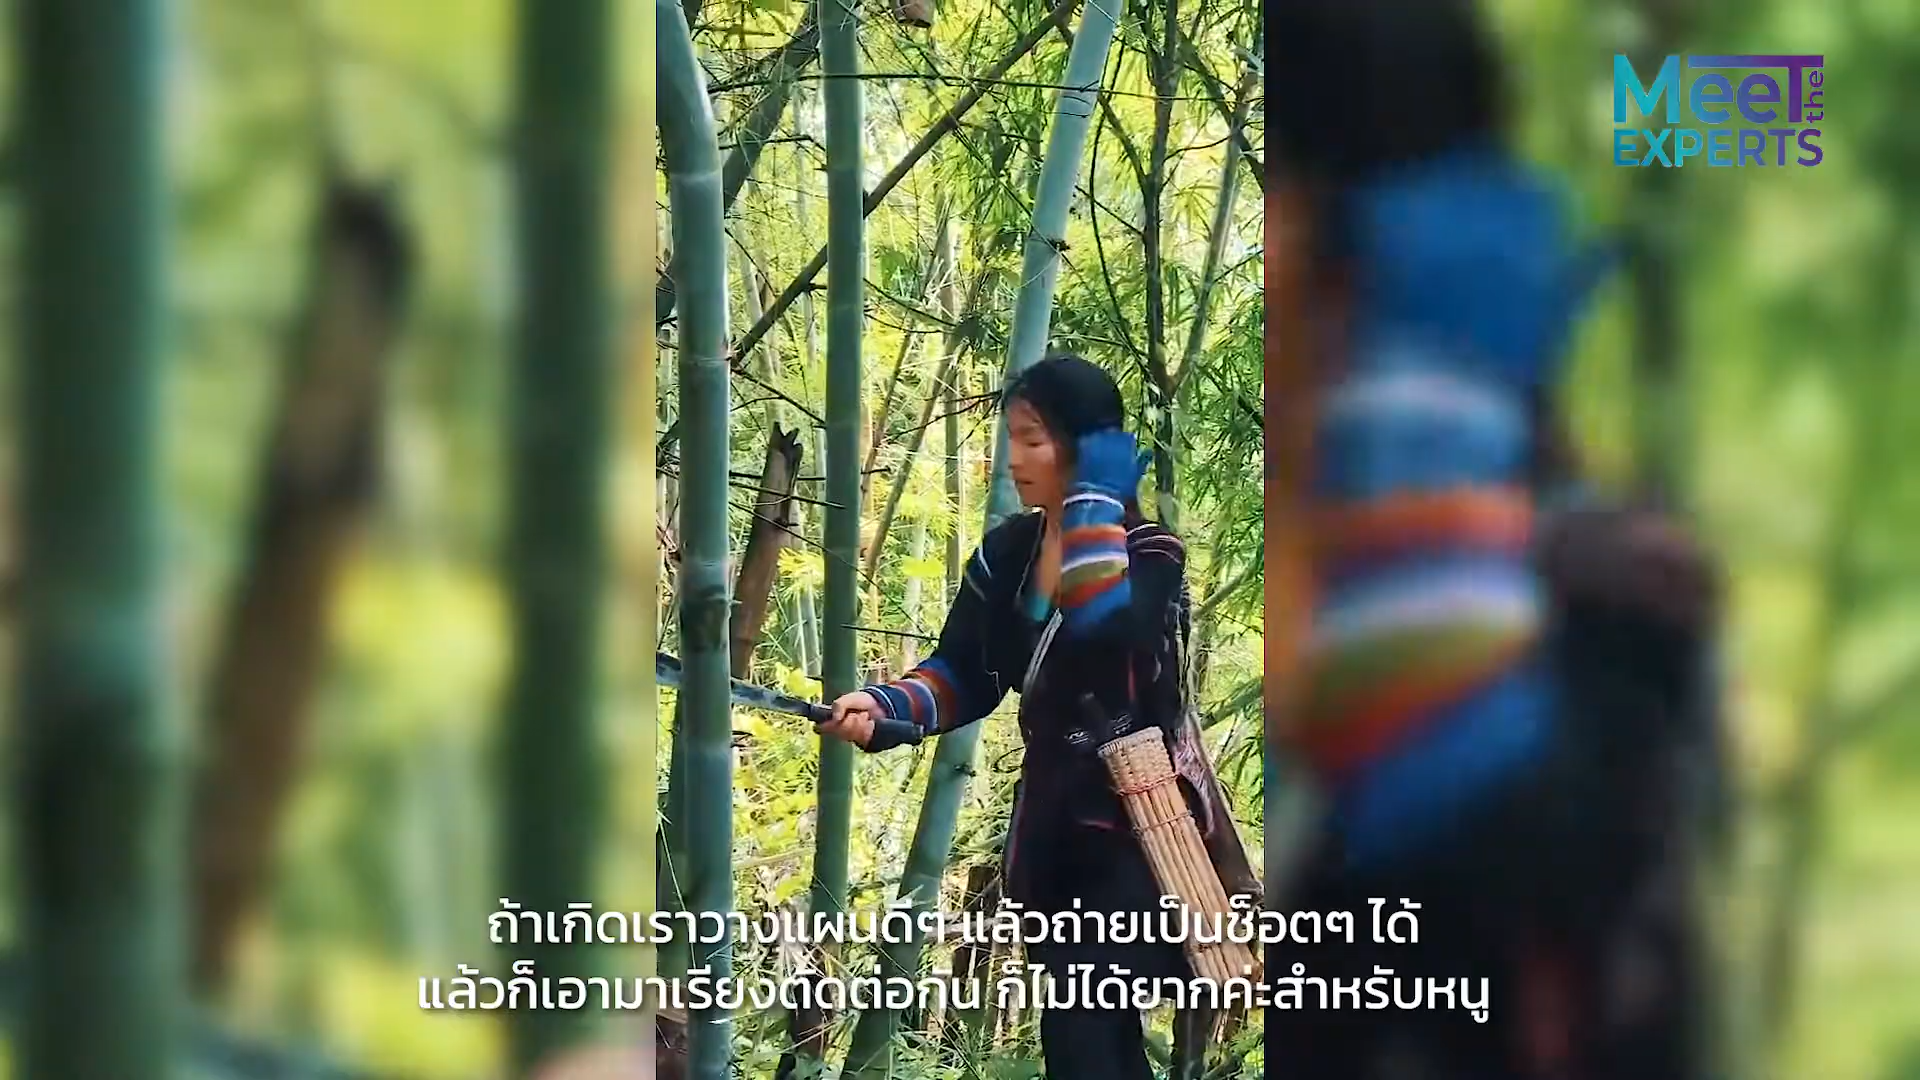 MeeT the
EXPERTS
ถ้าเกิดเราวางแผนดีๆ แล้วถ่ายเป็นช็อตๆ ได้
แล้วก็เอามาเรียงตัดต่อกัน ก็ไม่ได้ยากค่ะสำหรับหนู